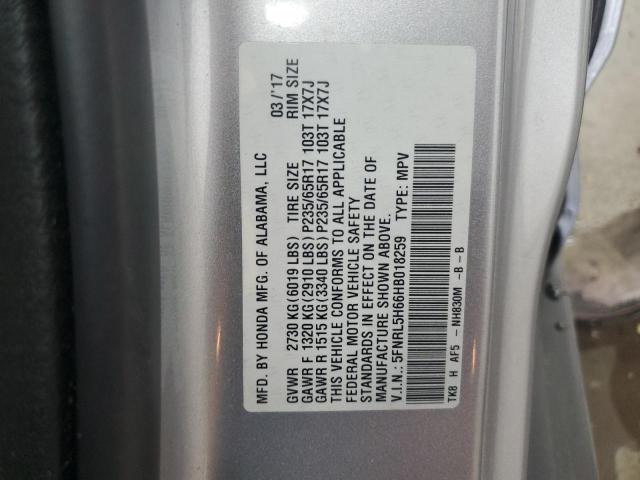 MFD. BY HONDA MFG. OF ALABAMA, LLC 03/'17
GVWR 2730 KG(6019 LBS) TIRE SIZE RIM SIZE
GAWR F 1320 KG(2910 LBS) P235/65R17 103T 17X7J
GAWR R 1515 KG(3340 LBS) P235/65R17 103T 17X7J
THIS VEHICLE CONFORMS TO ALL APPLICABLE
FEDERAL MOTOR VEHICLE SAFETY
STANDARDS IN EFFECT ON THE DATE OF
MANUFACTURE SHOWN ABOVE.
V.I.N.: 5FNRL5H66HB018259 TYPE: MPV
TK8 H AF5 - NH830M -B -B